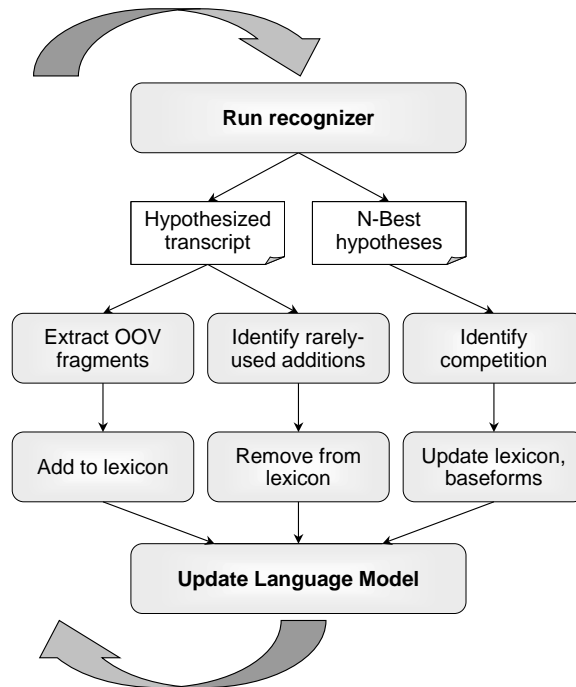 Run recognizer
Hypothesized
transcript
N-Best
hypotheses
Extract OOV
fragments
Identify rarely-
used additions
Identify
competition
Add to lexicon
Remove from
lexicon
Update lexicon,
baseforms
Update Language Model